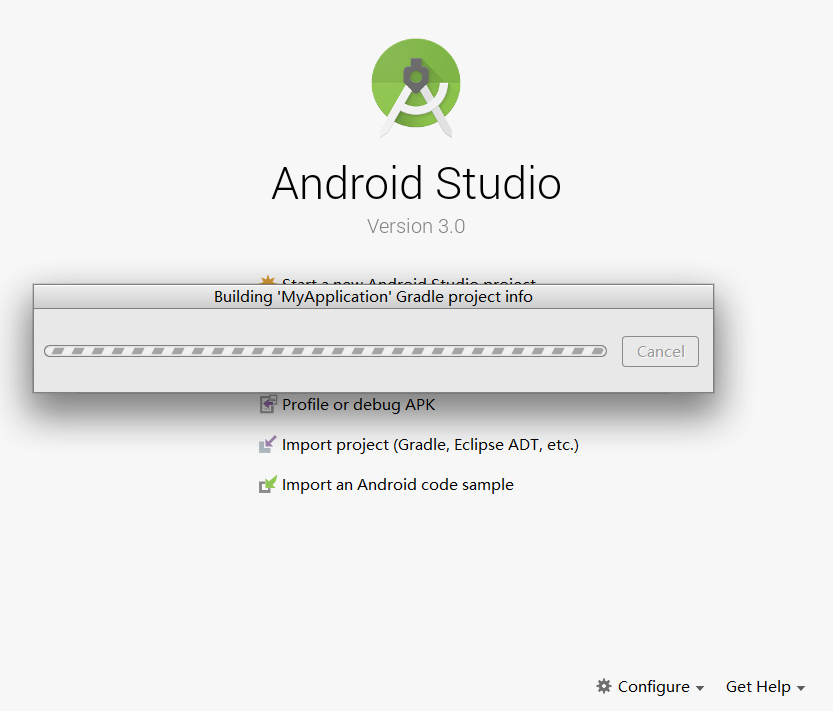 Android Studio
Version 3.0
Start a new Android Studio project
Building 'MyApplication' Gradle project info
Cancel
Profile or debug APK
Import project (Gradle, Eclipse ADT, etc.)
Import an Android code sample
Configure
Get Help